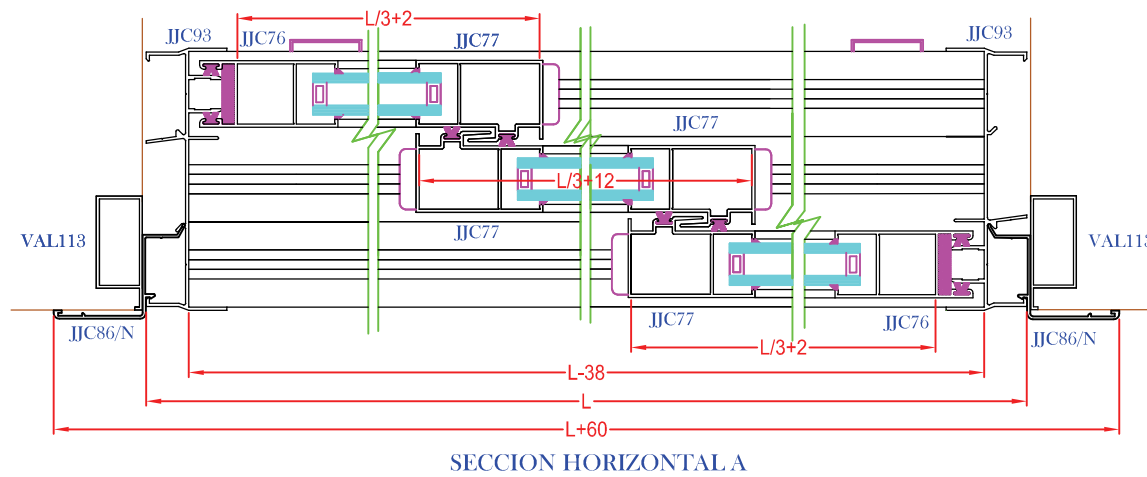 L/3+2
JJC93
JJC76
JJC77
JJC93
JJC77
L/3+12
VAL113
JJC77
VAL113
JJC86/N
JJC77
JJC76
JJC86/N
L/3+2
L-38
L
L+60
SECCION HORIZONTAL A